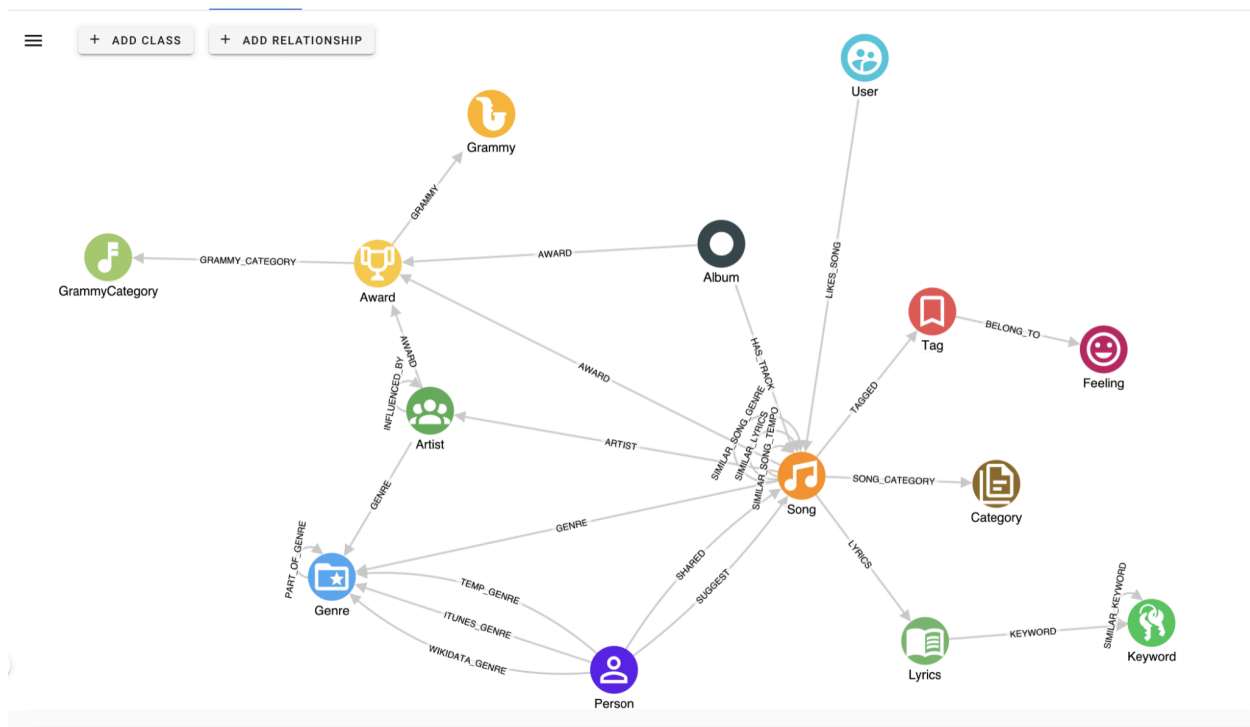 ADD CLASS
ADD RELATIONSHIP
User
Grammy
GRAMMY
LIKES_SONG
GrammyCategory
GRAMMY_CATEGORY
Award
AWARD
Album
Tag
BELONG_TO
Feeling
AWARD
INFLUENCED_BY
Artist
AWARD
HAS_TRACK
TAGGED
ARTIST
SIMILAR_SONG_GENRE
SIMILAR_LYRICS
SIMILAR_SONG_TEMPO
Song
SONG_CATEGORY
Category
GENRE
GENRE
PART_OF_GENRE
Genre
TEMP_GENRE
ITUNES_GENRE
WIKIDATA_GENRE
SHARED
SUGGEST
Person
LYRICS
Lyrics
KEYWORD
SIMILAR_KEYWORD
Keyword